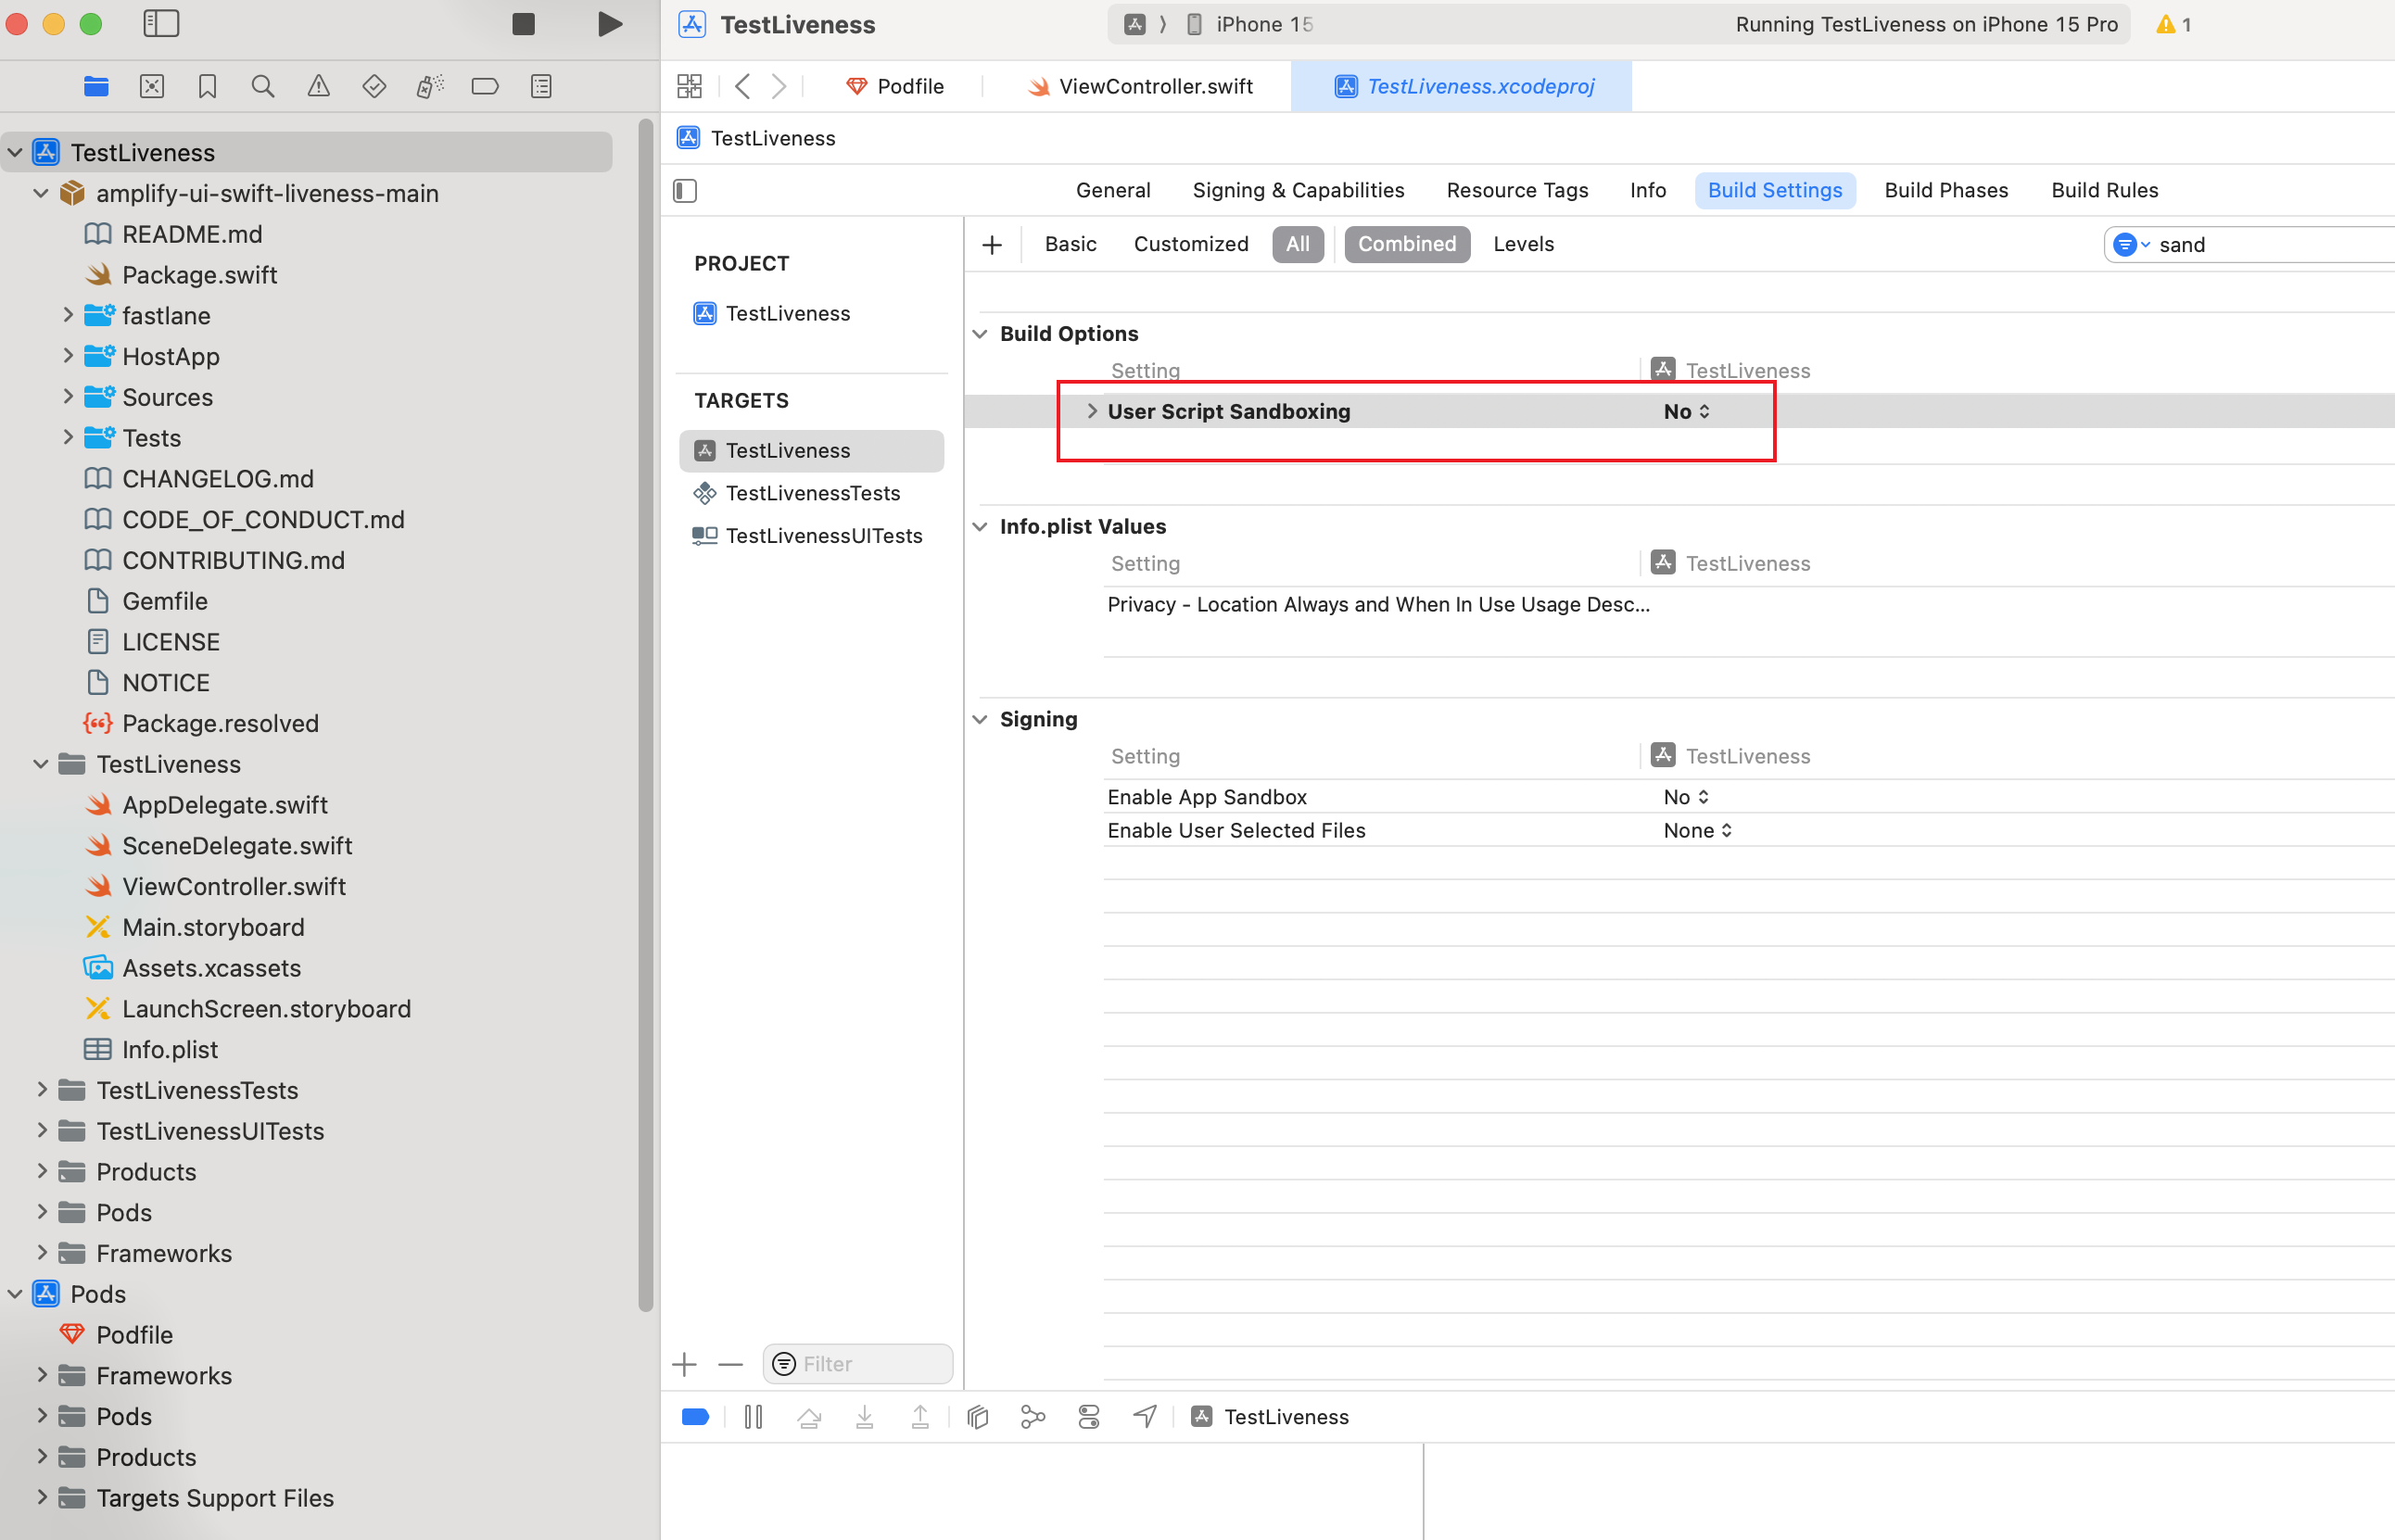 TestLiveness
iPhone 15
Running TestLiveness on iPhone 15 Pro
1
Podfile
ViewController.swift
TestLiveness.xcodeproj
TestLiveness
General
Signing & Capabilities
Resource Tags
Info
Build Settings
Build Phases
Build Rules
Basic
Customized
All
Combined
Levels
sand
TestLiveness
amplify-ui-swift-liveness-main
README.md
Package.swift
fastlane
HostApp
Sources
Tests
CHANGELOG.md
CODE_OF_CONDUCT.md
CONTRIBUTING.md
Gemfile
LICENSE
NOTICE
Package.resolved
TestLiveness
AppDelegate.swift
SceneDelegate.swift
ViewController.swift
Main.storyboard
Assets.xcassets
LaunchScreen.storyboard
Info.plist
TestLivenessTests
TestLivenessUITests
Products
Pods
Frameworks
Pods
Podfile
Frameworks
Pods
Products
Targets Support Files
PROJECT
TestLiveness
TARGETS
TestLiveness
TestLivenessTests
TestLivenessUITests
Filter
Build Options
Setting TestLiveness
User Script Sandboxing No
Info.plist Values
Setting TestLiveness
Privacy - Location Always and When In Use Usage Desc...
Signing
Setting TestLiveness
Enable App Sandbox No
Enable User Selected Files None
TestLiveness